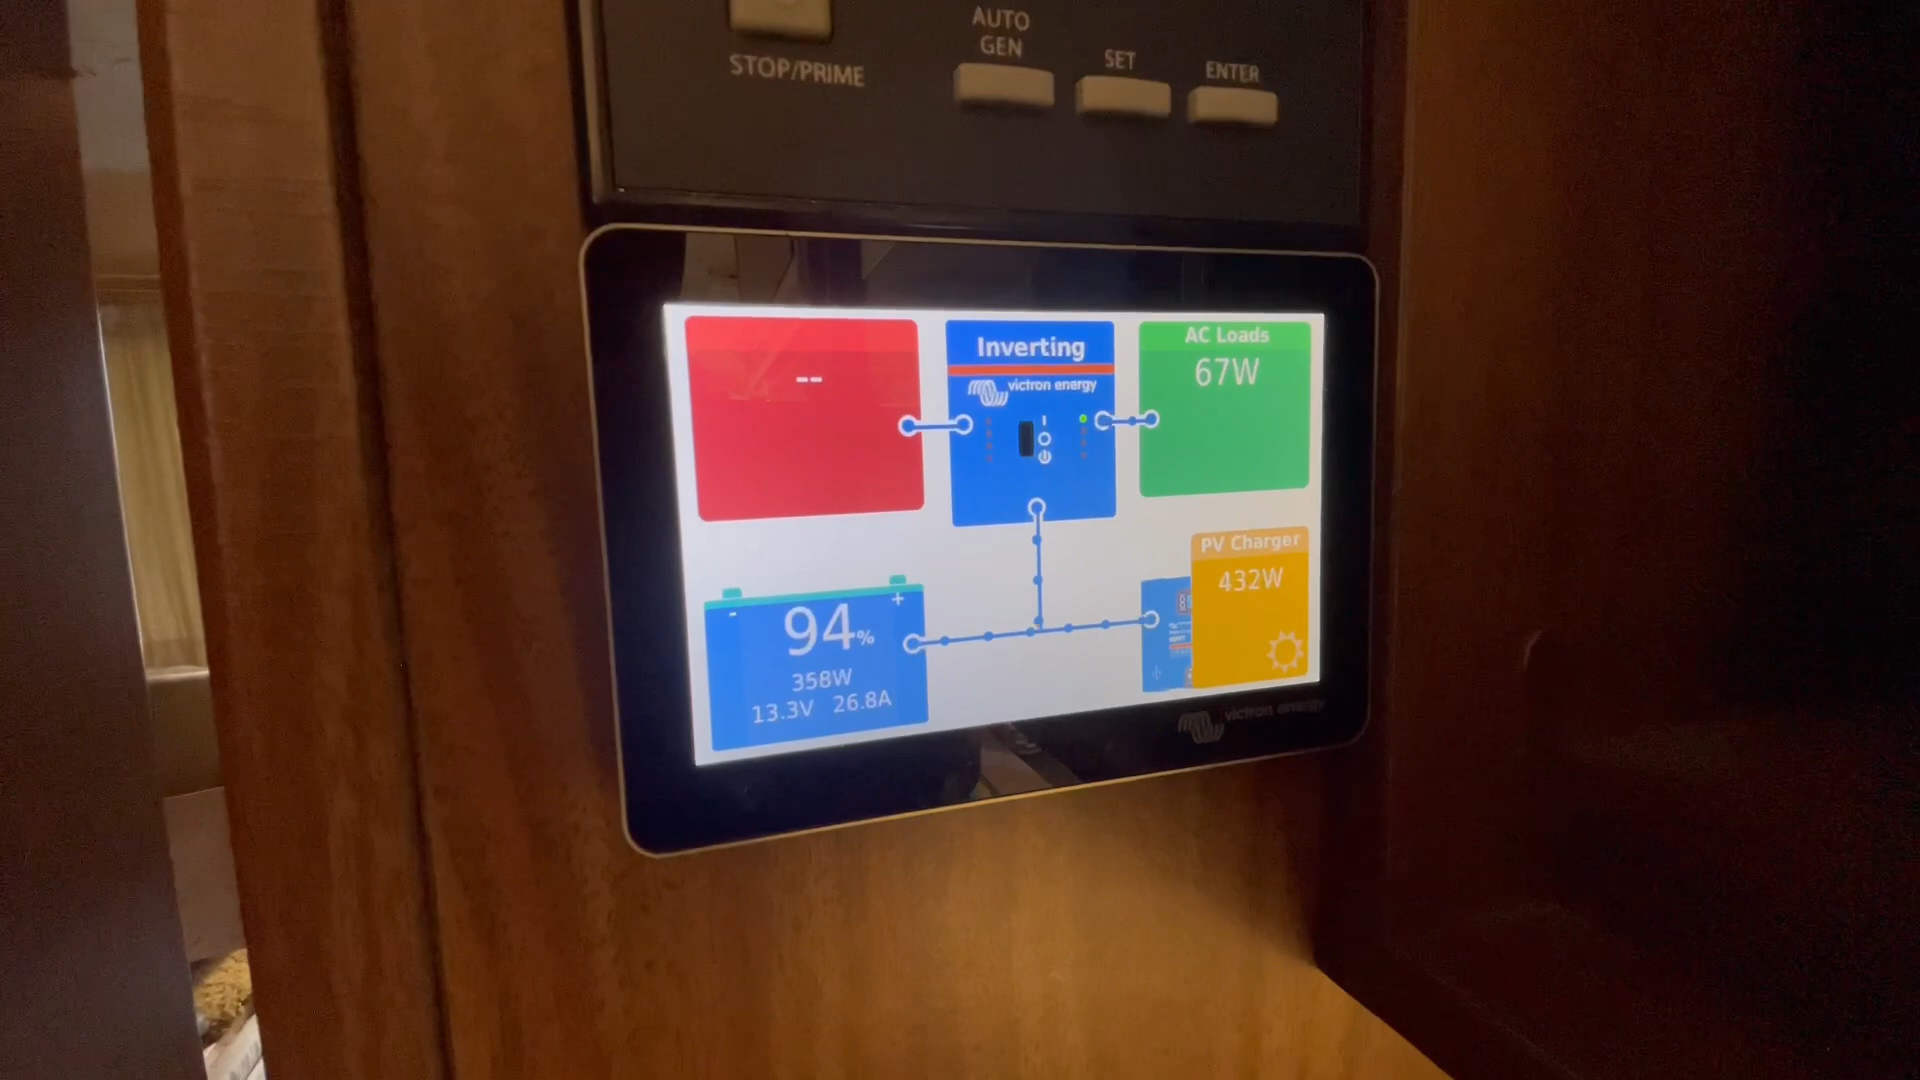 AUTO
GEN
SET
ENTER
STOP/PRIME
--
Inverting
victron energy
AC Loads
67W
94%
358W
13.3V 26.8A
PV Charger
432W
victron energy